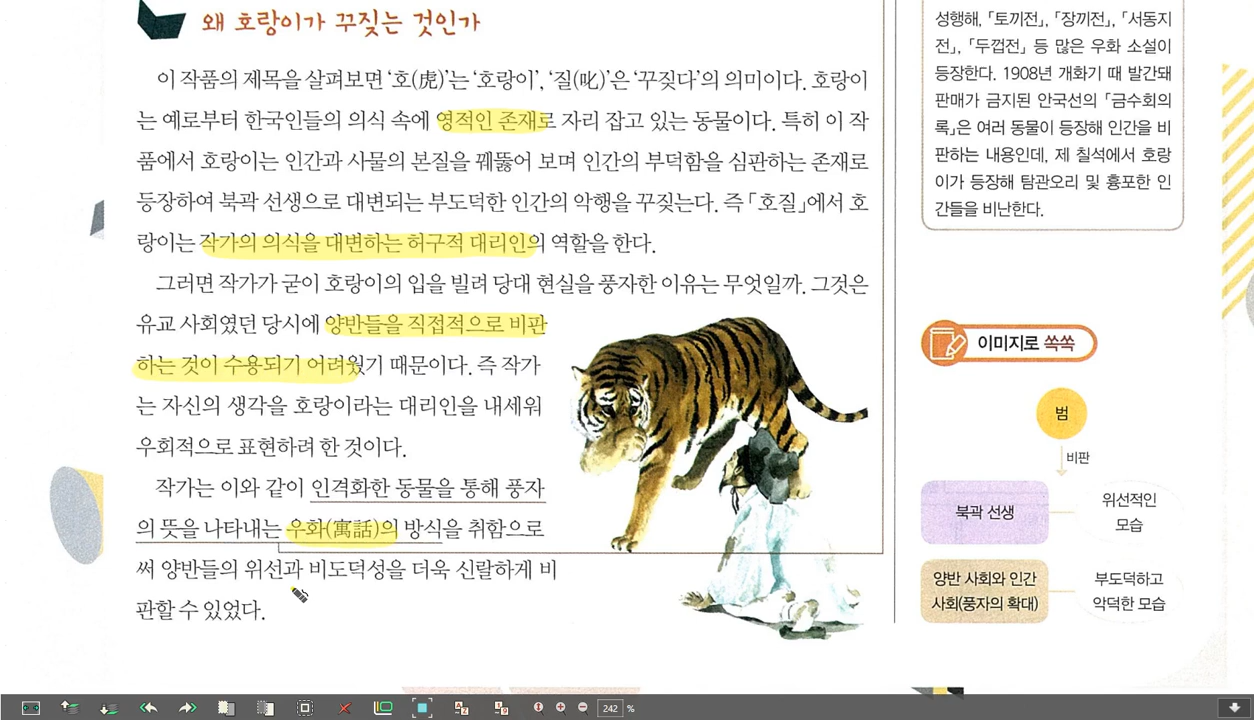 왜 호랑이가 꾸짖는 것인가
이 작품의 제목을 살펴보면 ‘호(虎)’는 ‘호랑이’, ‘질(叱)’은 ‘꾸짖다’의 의미이다. 호랑이
는 예로부터 한국인들의 의식 속에 영적인 존재로 자리 잡고 있는 동물이다. 특히 이 작
품에서 호랑이는 인간과 사물의 본질을 꿰뚫어 보며 인간의 부덕함을 심판하는 존재로
등장하여 북곽 선생으로 대변되는 부도덕한 인간의 악행을 꾸짖는다. 즉 「호질」에서 호
랑이는 작가의 의식을 대변하는 허구적 대리인의 역할을 한다.
그러면 작가가 굳이 호랑이의 입을 빌려 당대 현실을 풍자한 이유는 무엇일까. 그것은
유교 사회였던 당시에 양반들을 직접적으로 비판
하는 것이 수용되기 어려웠기 때문이다. 즉 작가
는 자신의 생각을 호랑이라는 대리인을 내세워
우회적으로 표현하려 한 것이다.
작가는 이와 같이 인격화한 동물을 통해 풍자
의 뜻을 나타내는 우화(寓話)의 방식을 취함으로
써 양반들의 위선과 비도덕성을 더욱 신랄하게 비
판할 수 있었다.
성행해, 「토끼전」, 「장끼전」, 「서동지
전」, 「두껍전」 등 많은 우화 소설이
등장한다. 1908년 개화기 때 발간돼
판매가 금지된 안국선의 「금수회의
록」은 여러 동물이 등장해 인간을 비
판하는 내용인데, 제 칠석에서 호랑
이가 등장해 탐관오리 및 흉포한 인
간들을 비난한다.
이미지로 쏙쏙
범
비판
북곽 선생
위선적인
모습
양반 사회와 인간
사회(풍자의 확대)
부도덕하고
악덕한 모습
242 %